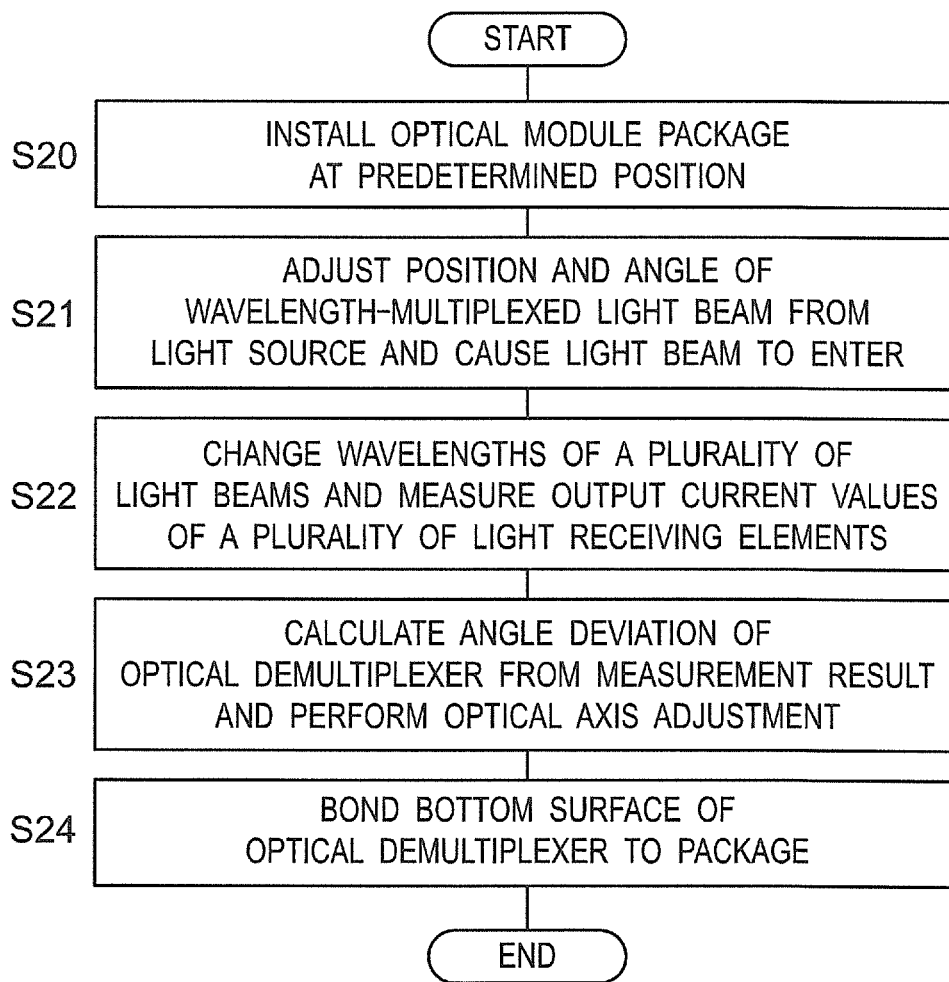 START
S20
INSTALL OPTICAL MODULE PACKAGE
AT PREDETERMINED POSITION
S21
ADJUST POSITION AND ANGLE OF
WAVELENGTH-MULTIPLEXED LIGHT BEAM FROM
LIGHT SOURCE AND CAUSE LIGHT BEAM TO ENTER
S22
CHANGE WAVELENGTHS OF A PLURALITY OF
LIGHT BEAMS AND MEASURE OUTPUT CURRENT VALUES
OF A PLURALITY OF LIGHT RECEIVING ELEMENTS
S23
CALCULATE ANGLE DEVIATION OF
OPTICAL DEMULTIPLEXER FROM MEASUREMENT RESULT
AND PERFORM OPTICAL AXIS ADJUSTMENT
S24
BOND BOTTOM SURFACE OF
OPTICAL DEMULTIPLEXER TO PACKAGE
END